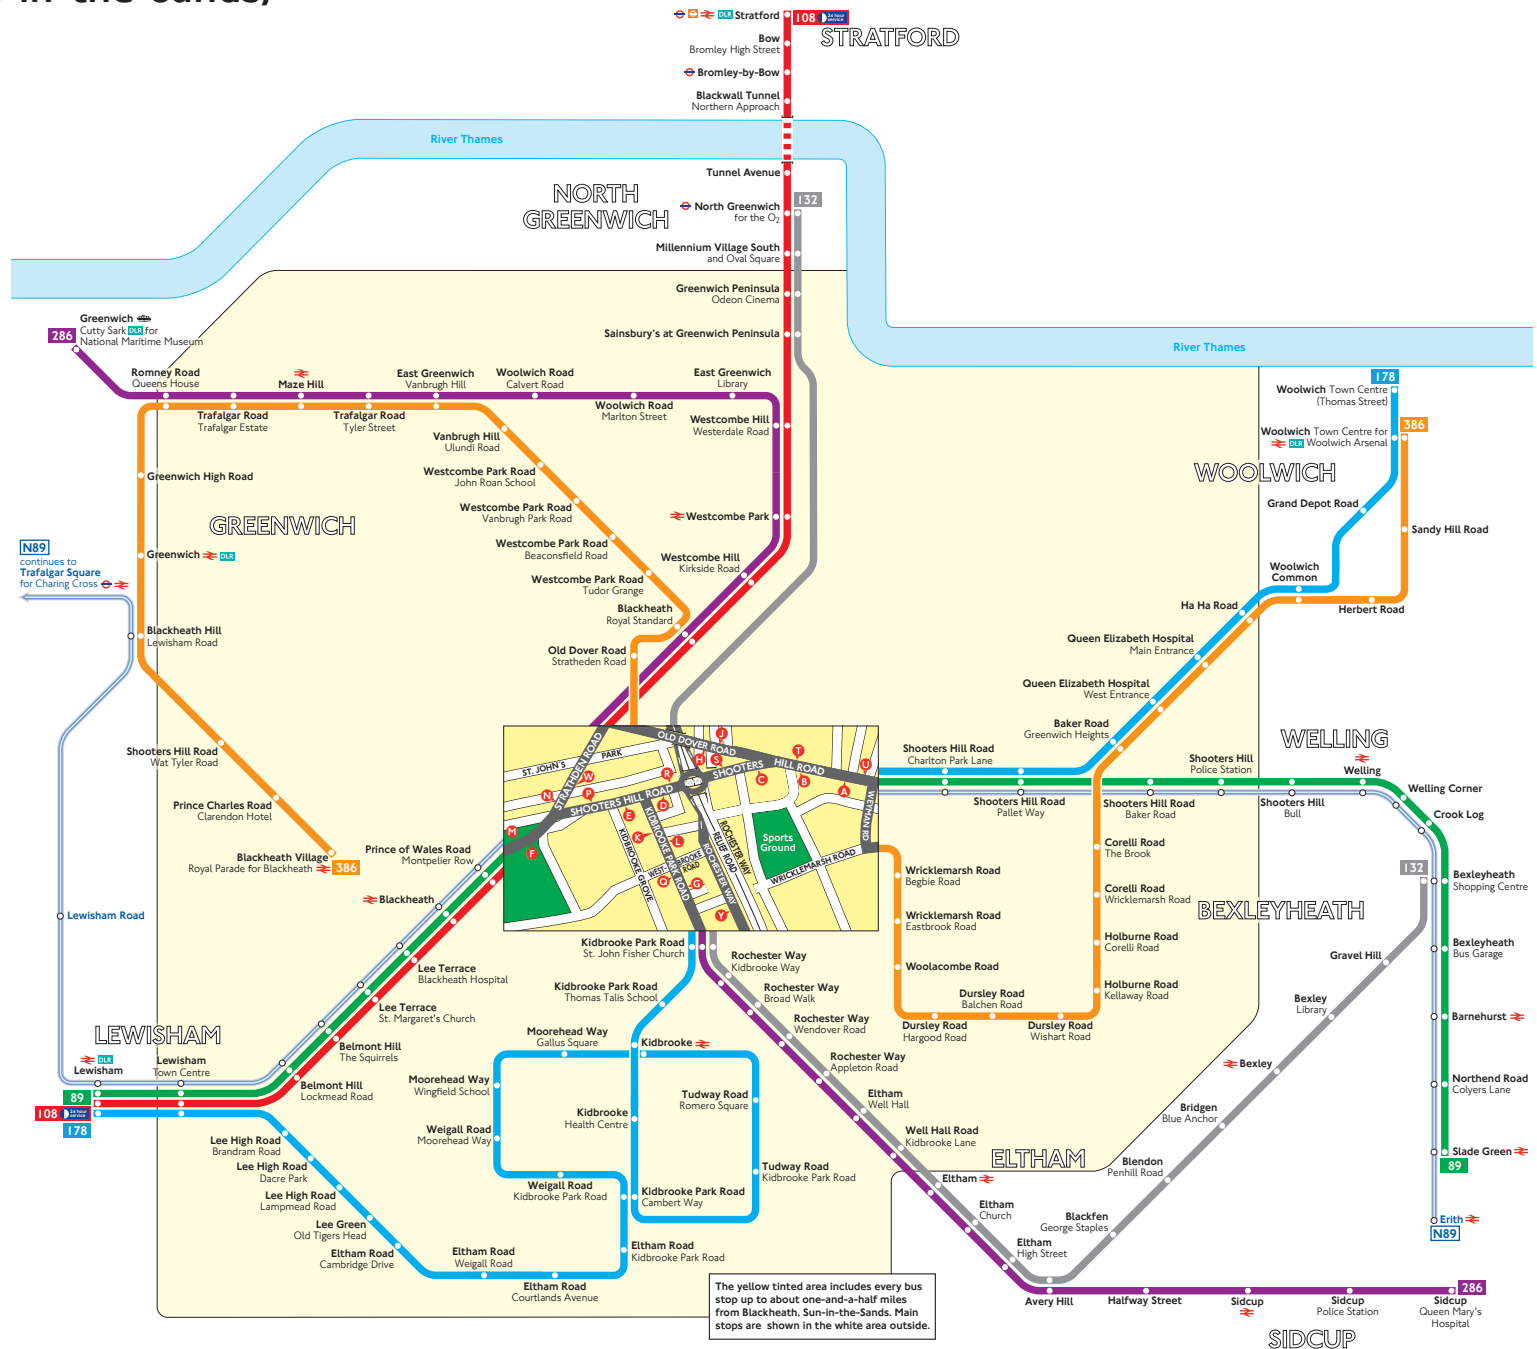 in-the-Sands)
Stratford
108
24 hour
service
STRATFORD
DLR
Bow
Bromley High Street
Bromley-by-Bow
Blackwall Tunnel
Northern Approach
River Thames
Tunnel Avenue
NORTH
GREENWICH
North Greenwich
for the O2
132
Millennium Village South
and Oval Square
Greenwich Peninsula
Odeon Cinema
Sainsbury's at Greenwich Peninsula
River Thames
286
Greenwich
Cutty Sark DLR for
National Maritime Museum
Romney Road
Queens House
Maze Hill
East Greenwich
Vanbrugh Hill
Woolwich Road
Calvert Road
East Greenwich
Library
Trafalgar Road
Trafalgar Estate
Trafalgar Road
Tyler Street
Woolwich Road
Marlton Street
Westcombe Hill
Westerdale Road
Vanbrugh Hill
Ulundi Road
Westcombe Park Road
John Roan School
Westcombe Park Road
Vanbrugh Park Road
Westcombe Park Road
Beaconsfield Road
Westcombe Park Road
Tudor Grange
Westcombe Park
Westcombe Hill
Kirkside Road
Blackheath
Royal Standard
Old Dover Road
Stratheden Road
Greenwich High Road
GREENWICH
Greenwich DLR
N89
continues to
Trafalgar Square
for Charing Cross
Blackheath Hill
Lewisham Road
Shooters Hill Road
Wat Tyler Road
Prince Charles Road
Clarendon Hotel
Blackheath Village
Royal Parade for Blackheath
386
Lewisham Road
178
Woolwich Town Centre
(Thomas Street)
Woolwich Town Centre for
DLR Woolwich Arsenal
386
WOOLWICH
Grand Depot Road
Sandy Hill Road
Woolwich
Common
Ha Ha Road
Herbert Road
Queen Elizabeth Hospital
Main Entrance
Queen Elizabeth Hospital
West Entrance
Baker Road
Greenwich Heights
Shooters Hill Road
Charlton Park Lane
Shooters Hill
Police Station
WELLING
Welling
Welling Corner
Crook Log
Shooters Hill Road
Pallet Way
Shooters Hill Road
Baker Road
Shooters Hill
Bull
OLD DOVER ROAD
ST. JOHN'S
PARK
STRATHDEN ROAD
SHOOTERS HILL ROAD
SHOOTERS HILL ROAD
WEYMAN RD
KIDBROOKE GROVE
KIDBROOKE PARK ROAD
ROCHESTER WAY
RELIEF ROAD
ROCHESTER WAY
WRICKLEMARSH ROAD
Sports
Ground
J
H
S
T
U
W
R
N
P
D
C
B
A
E
K
L
M
F
Q
G
Y
Prince of Wales Road
Montpelier Row
Blackheath
Lee Terrace
Blackheath Hospital
Lee Terrace
St. Margaret's Church
Belmont Hill
The Squirrels
Belmont Hill
Lockmead Road
LEWISHAM
DLR
Lewisham
Lewisham
Town Centre
89
108
24 hour
service
178
Lee High Road
Brandram Road
Lee High Road
Dacre Park
Lee High Road
Lampmead Road
Lee Green
Old Tigers Head
Eltham Road
Cambridge Drive
Eltham Road
Weigall Road
Eltham Road
Courtlands Avenue
Eltham Road
Kidbrooke Park Road
Weigall Road
Kidbrooke Park Road
Weigall Road
Moorehead Way
Moorehead Way
Wingfield School
Moorehead Way
Gallus Square
Kidbrooke
Tudway Road
Romero Square
Tudway Road
Kidbrooke Park Road
Kidbrooke Park Road
Cambert Way
Kidbrooke
Health Centre
Kidbrooke Park Road
Thomas Talis School
Kidbrooke Park Road
St. John Fisher Church
Rochester Way
Kidbrooke Way
Rochester Way
Broad Walk
Rochester Way
Wendover Road
Rochester Way
Appleton Road
Eltham
Well Hall
Well Hall Road
Kidbrooke Lane
ELTHAM
Eltham
Eltham
Church
Eltham
High Street
Wricklemarsh Road
Begbie Road
Wricklemarsh Road
Eastbrook Road
Woolacombe Road
Dursley Road
Hargood Road
Dursley Road
Balchen Road
Dursley Road
Wishart Road
Corelli Road
The Brook
Corelli Road
Wricklemarsh Road
Holburne Road
Corelli Road
Holburne Road
Kellaway Road
132
BEXLEYHEATH
Gravel Hill
Bexley
Library
Bexley
Bridgen
Blue Anchor
Blendon
Penhill Road
Blackfen
George Staples
Bexleyheath
Shopping Centre
Bexleyheath
Bus Garage
Barnehurst
Northend Road
Colyers Lane
Slade Green
89
Erith
N89
The yellow tinted area includes every bus
stop up to about one-and-a-half miles
from Blackheath, Sun-in-the-Sands. Main
stops are shown in the white area outside.
Avery Hill
Halfway Street
Sidcup
Sidcup
Police Station
Sidcup
Queen Mary's
Hospital
286
SIDCUP